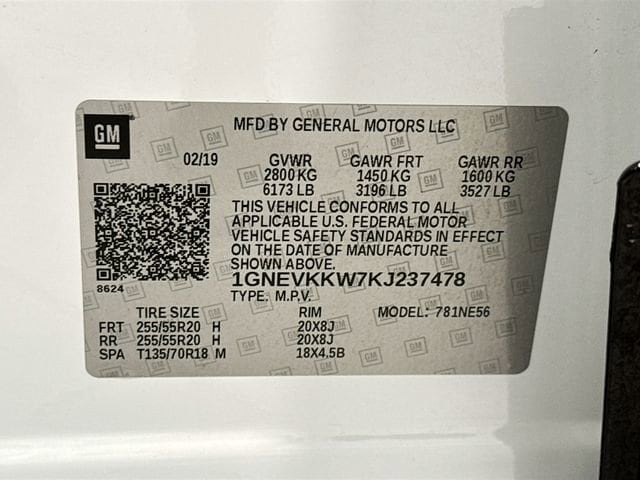 GM
MFD BY GENERAL MOTORS LLC
02/19 GVWR GAWR FRT GAWR RR
2800 KG 1450 KG 1600 KG
6173 LB 3196 LB 3527 LB
THIS VEHICLE CONFORMS TO ALL
APPLICABLE U.S. FEDERAL MOTOR
VEHICLE SAFETY STANDARDS IN EFFECT
ON THE DATE OF MANUFACTURE
SHOWN ABOVE.
8624
1GNEVKKW7KJ237478
TYPE. M.P.V.
TIRE SIZE RIM MODEL: 781NE56
FRT 255/55R20 H 20X8J
RR 255/55R20 H 20X8J
SPA T135/70R18 M 18X4.5B